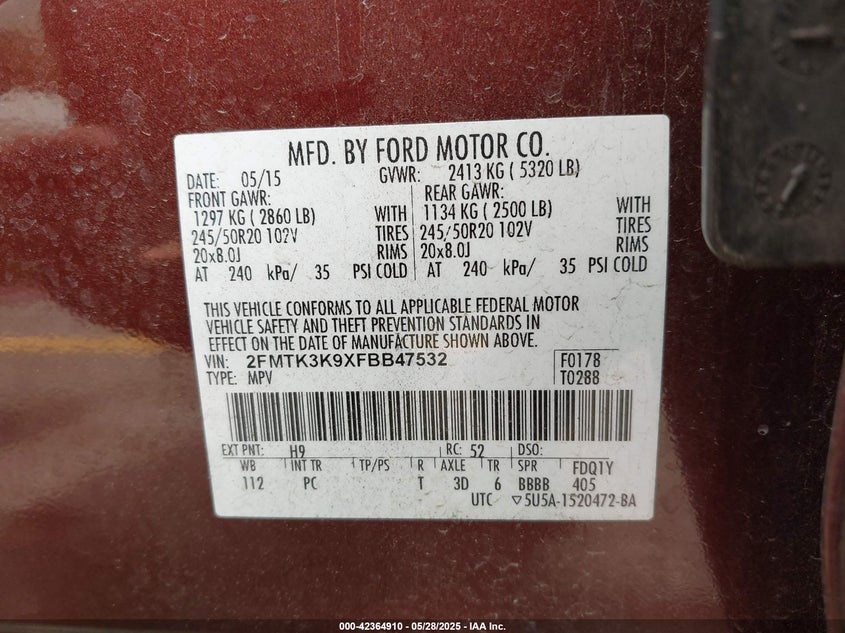 MFD. BY FORD MOTOR CO.
DATE: 05/15 GVWR: 2413 KG ( 5320 LB)
FRONT GAWR: REAR GAWR:
1297 KG ( 2860 LB) WITH 1134 KG ( 2500 LB) WITH
245/50R20 102V TIRES 245/50R20 102V TIRES
20x8.0J RIMS 20x8.0J RIMS
AT 240 kPa/ 35 PSI COLD AT 240 kPa/ 35 PSI COLD
THIS VEHICLE CONFORMS TO ALL APPLICABLE FEDERAL MOTOR
VEHICLE SAFETY AND THEFT PREVENTION STANDARDS IN
EFFECT ON THE DATE OF MANUFACTURE SHOWN ABOVE.
VIN: 2FMTK3K9XFBB47532 F0178
TYPE: MPV T0288
EXT PNT: H9 RC: 52 DSO:
WB INT TR TP/PS R AXLE TR SPR FDQ1Y
112 PC T 3D 6 BBBB 405
UTC ▽5U5A-1520472-BA
000-42364910 - 05/28/2025 - IAA Inc.